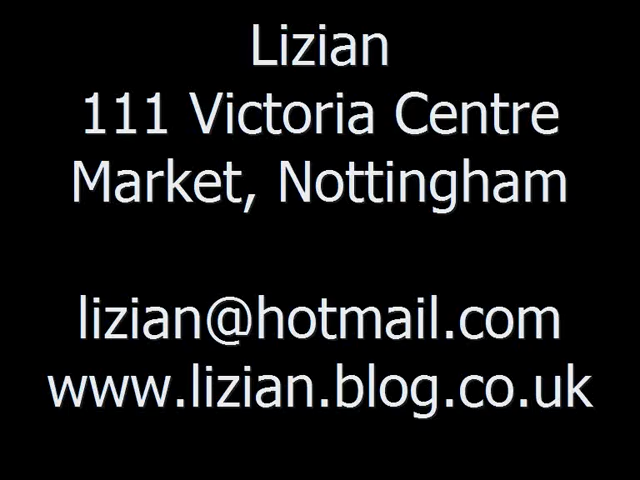 Lizian
111 Victoria Centre
Market, Nottingham
lizian@hotmail.com
www.lizian.blog.co.uk